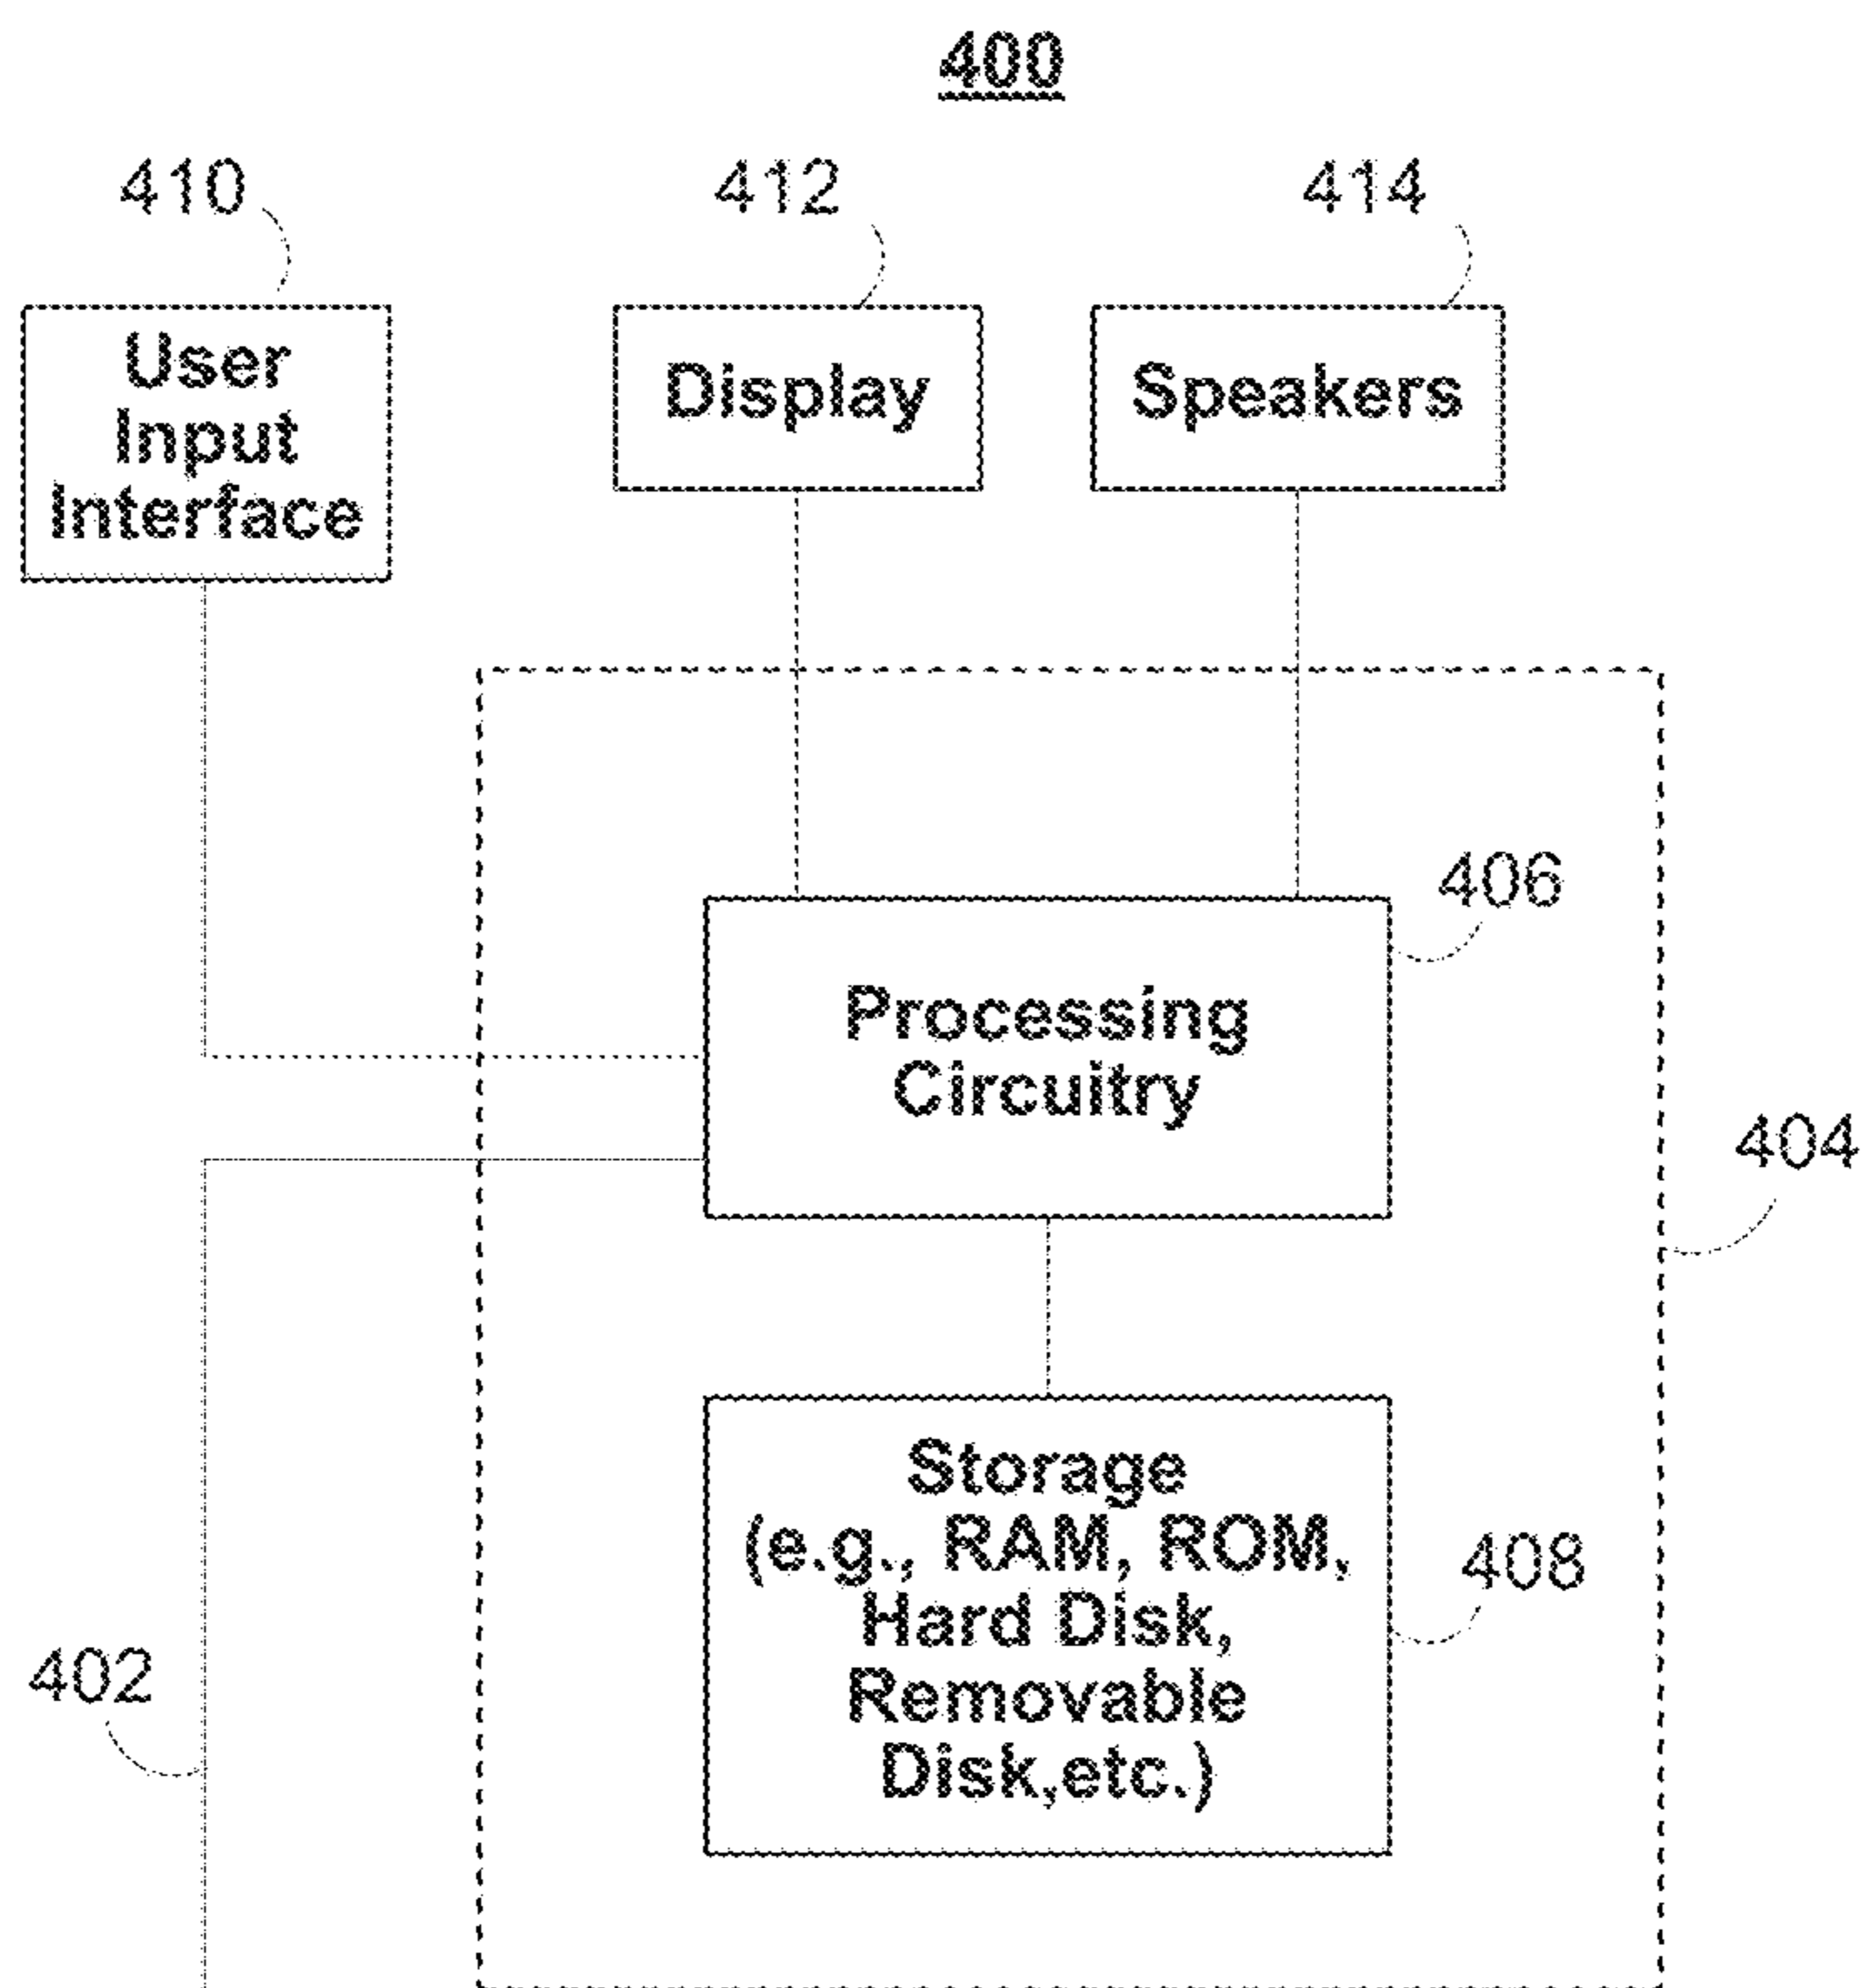 400
410
412
414
User
Input
Interface
Display
Speakers
406
Processing
Circuitry
404
Storage
(e.g., RAM, ROM,
Hard Disk,
Removable
Disk,etc.)
408
402